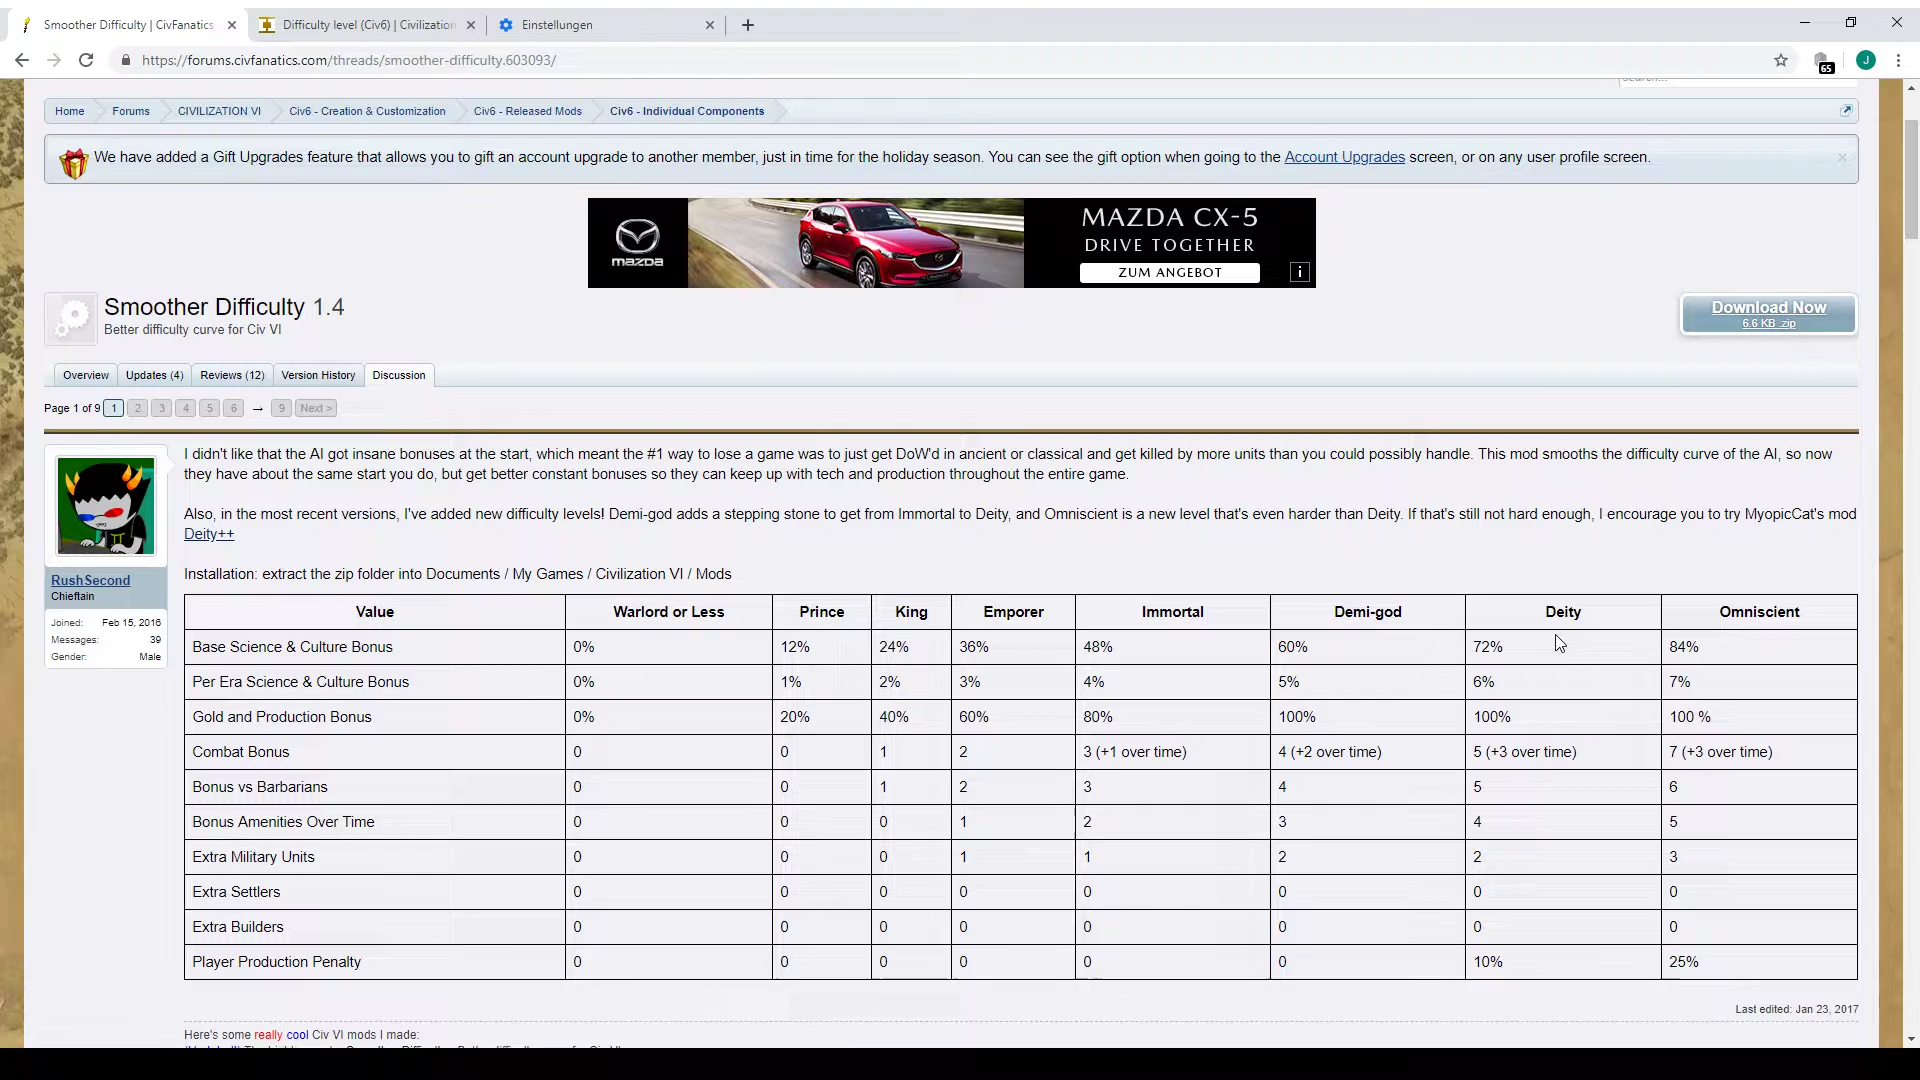 Smoother Difficulty | CivFanatics
Difficulty level (Civ6) | Civilization
Einstellungen
https://forums.civfanatics.com/threads/smoother-difficulty.603093/
65
J
Home Forums CIVILIZATION VI Civ6 - Creation & Customization Civ6 - Released Mods Civ6 - Individual Components
We have added a Gift Upgrades feature that allows you to gift an account upgrade to another member, just in time for the holiday season. You can see the gift option when going to the Account Upgrades screen, or on any user profile screen.
mazda
MAZDA CX-5
DRIVE TOGETHER
ZUM ANGEBOT
i
Smoother Difficulty 1.4
Better difficulty curve for Civ VI
Download Now
6.6 KB .zip
Overview Updates (4) Reviews (12) Version History Discussion
Page 1 of 9 1 2 3 4 5 6 → 9 Next >
I didn't like that the AI got insane bonuses at the start, which meant the #1 way to lose a game was to just get DoW'd in ancient or classical and get killed by more units than you could possibly handle. This mod smooths the difficulty curve of the AI, so now
they have about the same start you do, but get better constant bonuses so they can keep up with tech and production throughout the entire game.
Also, in the most recent versions, I've added new difficulty levels! Demi-god adds a stepping stone to get from Immortal to Deity, and Omniscient is a new level that's even harder than Deity. If that's still not hard enough, I encourage you to try MyopicCat's mod
Deity++
Installation: extract the zip folder into Documents / My Games / Civilization VI / Mods
RushSecond
Chieftain
Joined: Feb 15, 2016
Messages: 39
Gender: Male
Value Warlord or Less Prince King Emporer Immortal Demi-god Deity Omniscient
Base Science & Culture Bonus 0% 12% 24% 36% 48% 60% 72% 84%
Per Era Science & Culture Bonus 0% 1% 2% 3% 4% 5% 6% 7%
Gold and Production Bonus 0% 20% 40% 60% 80% 100% 100% 100 %
Combat Bonus 0 0 1 2 3 (+1 over time) 4 (+2 over time) 5 (+3 over time) 7 (+3 over time)
Bonus vs Barbarians 0 0 1 2 3 4 5 6
Bonus Amenities Over Time 0 0 0 1 2 3 4 5
Extra Military Units 0 0 0 1 1 2 2 3
Extra Settlers 0 0 0 0 0 0 0 0
Extra Builders 0 0 0 0 0 0 0 0
Player Production Penalty 0 0 0 0 0 0 10% 25%
Last edited: Jan 23, 2017
Here's some really cool Civ VI mods I made: